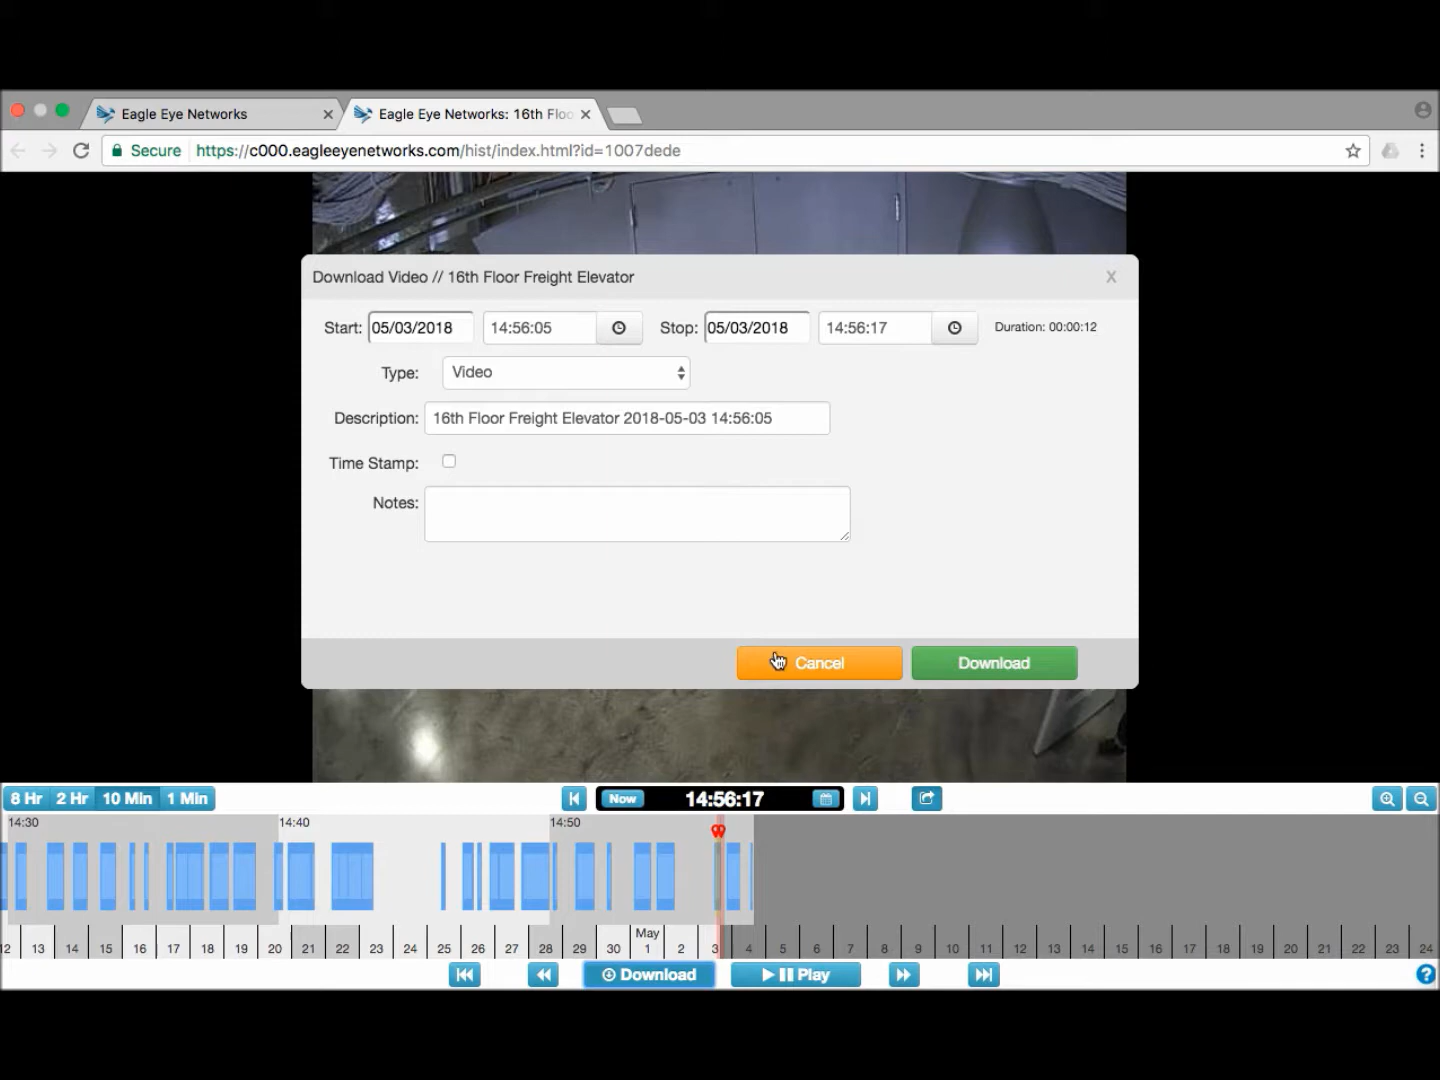 Eagle Eye Networks
Eagle Eye Networks: 16th Floo
Secure https://c000.eagleeyenetworks.com/hist/index.html?id=1007dede
Download Video // 16th Floor Freight Elevator X
Start: 05/03/2018 14:56:05 Stop: 05/03/2018 14:56:17 Duration: 00:00:12
Type: Video
Description: 16th Floor Freight Elevator 2018-05-03 14:56:05
Time Stamp:
Notes:
Cancel Download
8 Hr 2 Hr 10 Min 1 Min Now 14:56:17
14:30 14:40 14:50
May
12 13 14 15 16 17 18 19 20 21 22 23 24 25 26 27 28 29 30 1 2 3 4 5 6 7 8 9 10 11 12 13 14 15 16 17 18 19 20 21 22 23 24
Download Play ?